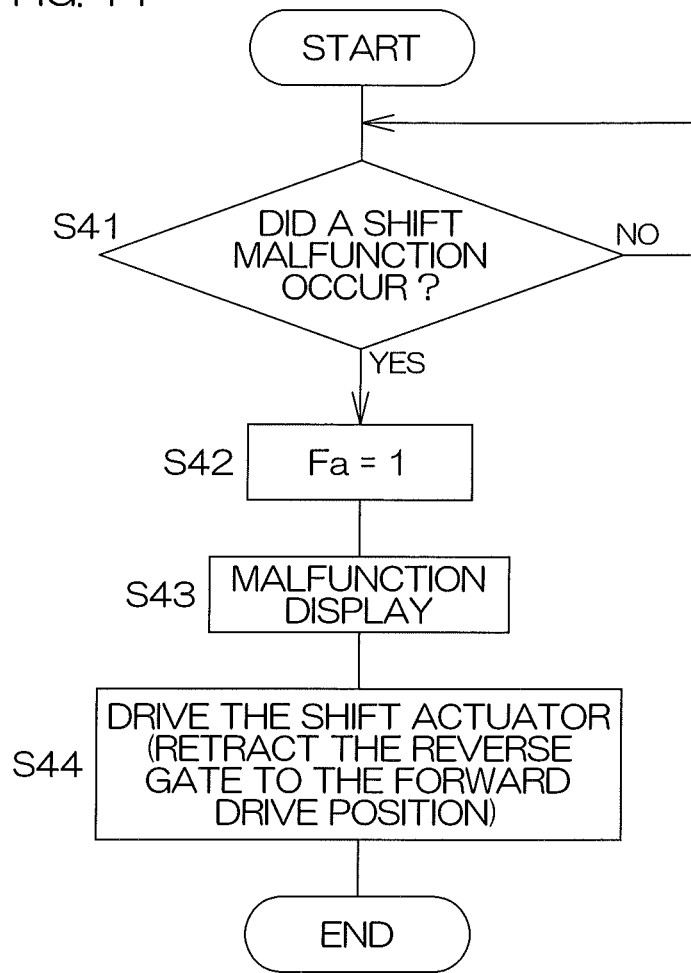 START
S41
DID A SHIFT
MALFUNCTION
OCCUR ?
NO
YES
S42
Fa = 1
S43
MALFUNCTION
DISPLAY
S44
DRIVE THE SHIFT ACTUATOR
(RETRACT THE REVERSE
GATE TO THE FORWARD
DRIVE POSITION)
END